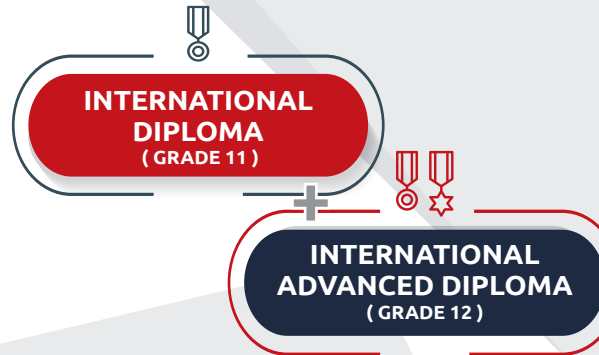 INTERNATIONAL
DIPLOMA
( GRADE 11 )
INTERNATIONAL
ADVANCED DIPLOMA
( GRADE 12 )